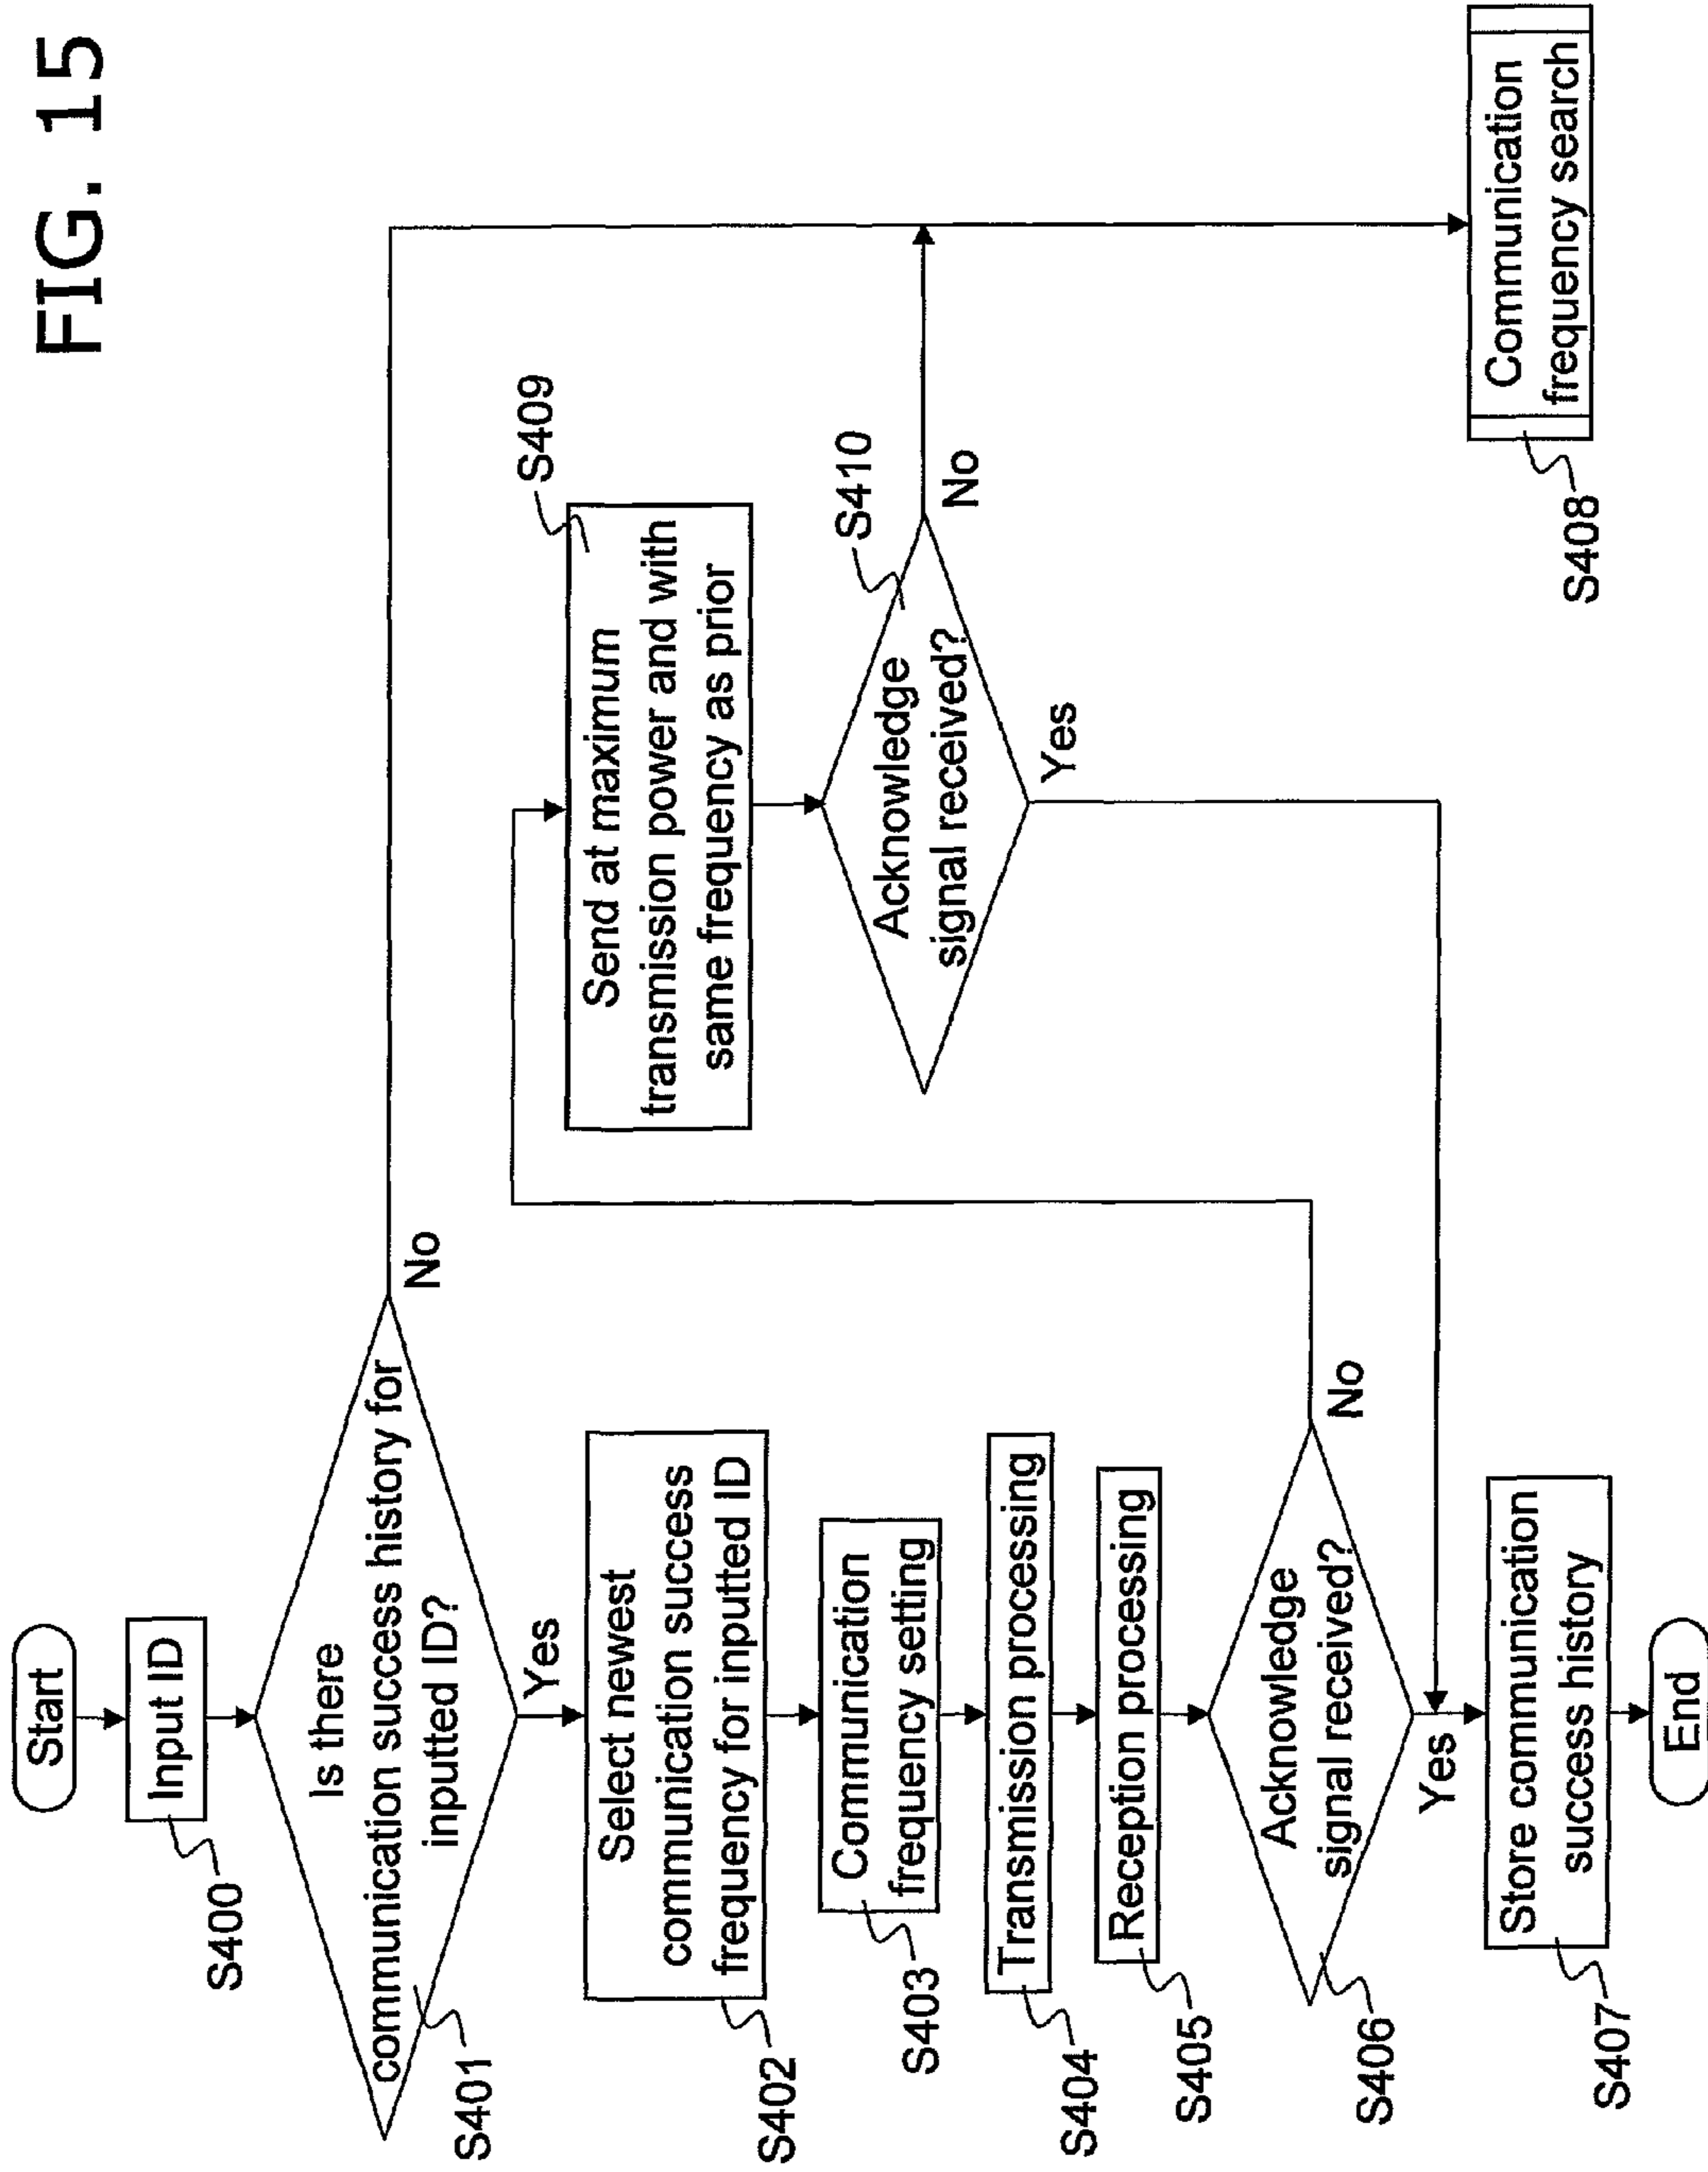 FIG. 15
Start
Input ID
S400
Is there
communication success history for
inputted ID?
S401
No
Yes
Select newest
communication success
frequency for inputted ID
S402
Communication
frequency setting
S403
Transmission processing
S404
Reception processing
S405
Acknowledge
signal received?
S406
No
Yes
Store communication
success history
S407
End
Send at maximum
transmission power and with
same frequency as prior
S409
Acknowledge
signal received?
S410
No
Yes
Communication
frequency search
S408